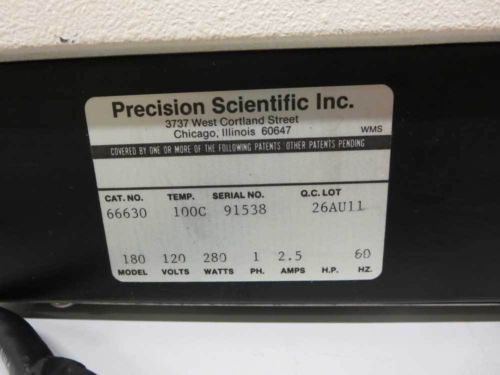 Precision Scientific Inc.
3737 West Cortland Street
Chicago, Illinois 60647
WMS
COVERED BY ONE OR MORE OF THE FOLLOWING PATENTS OTHER PATENTS PENDING
CAT. NO. TEMP. SERIAL NO. Q.C. LOT
66630 100C 91538 26AU11
180 120 280 1 2.5 60
MODEL VOLTS WATTS PH. AMPS H.P. HZ.